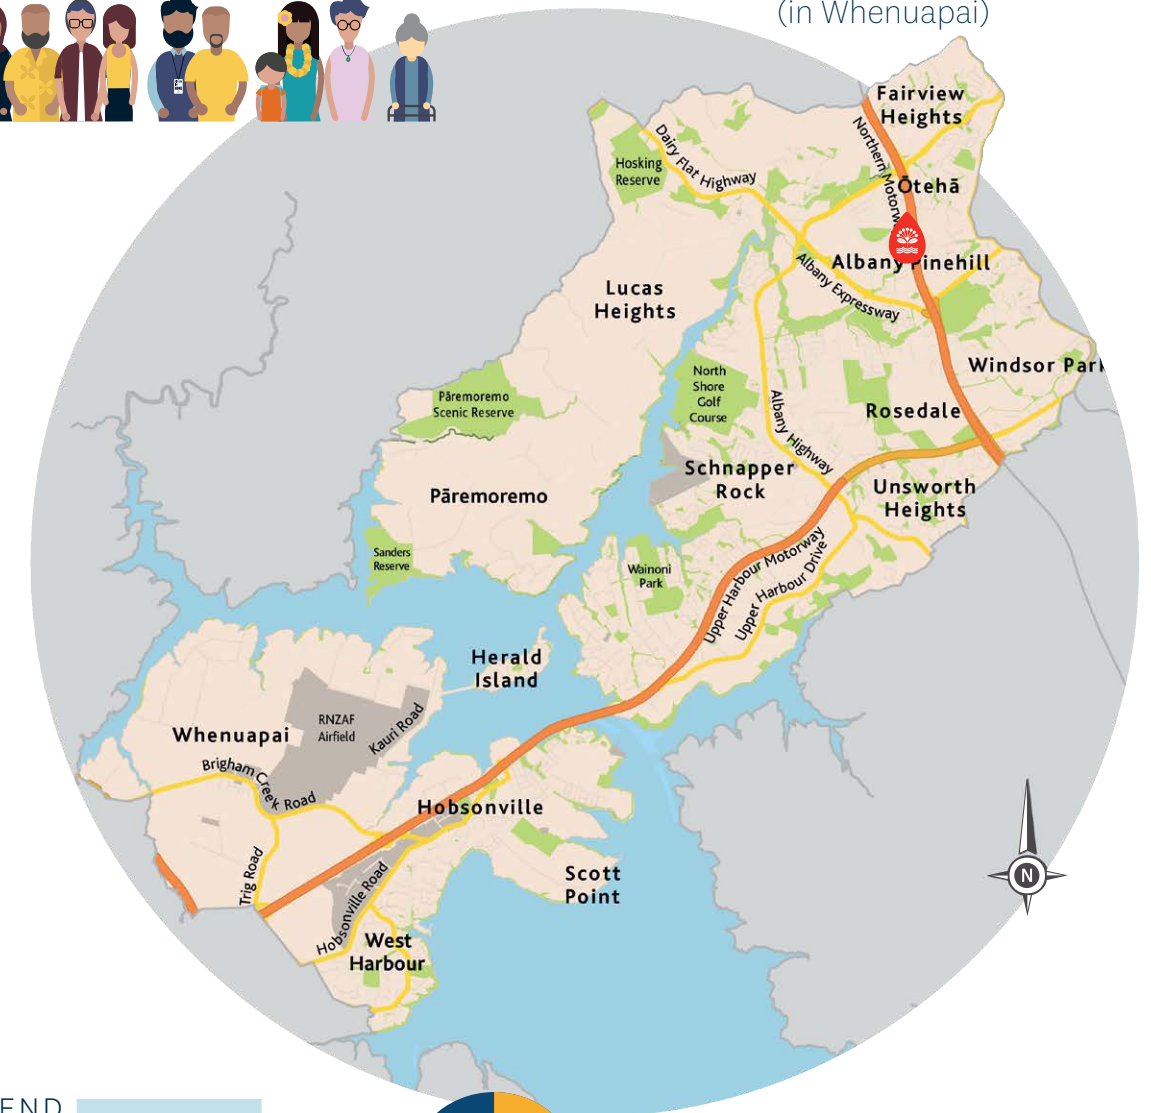 (in Whenuapai)
Fairview
Heights
Northern Motorway
Dairy Flat Highway
Hosking
Reserve
Ōtehā
Albany Pinehill
Albany Expressway
Lucas
Heights
Windsor Park
North
Shore
Golf
Course
Pāremoremo
Scenic Reserve
Rosedale
Albany Highway
Schnapper
Rock
Pāremoremo
Unsworth
Heights
Sanders
Reserve
Wainoni
Park
Upper Harbour Motorway
Upper Harbour Drive
Herald
Island
RNZAF
Airfield
Kauri Road
Whenuapai
Brigham Creek Road
Hobsonville
Trig Road
Hobsonville Road
Scott
Point
N
West
Harbour
END